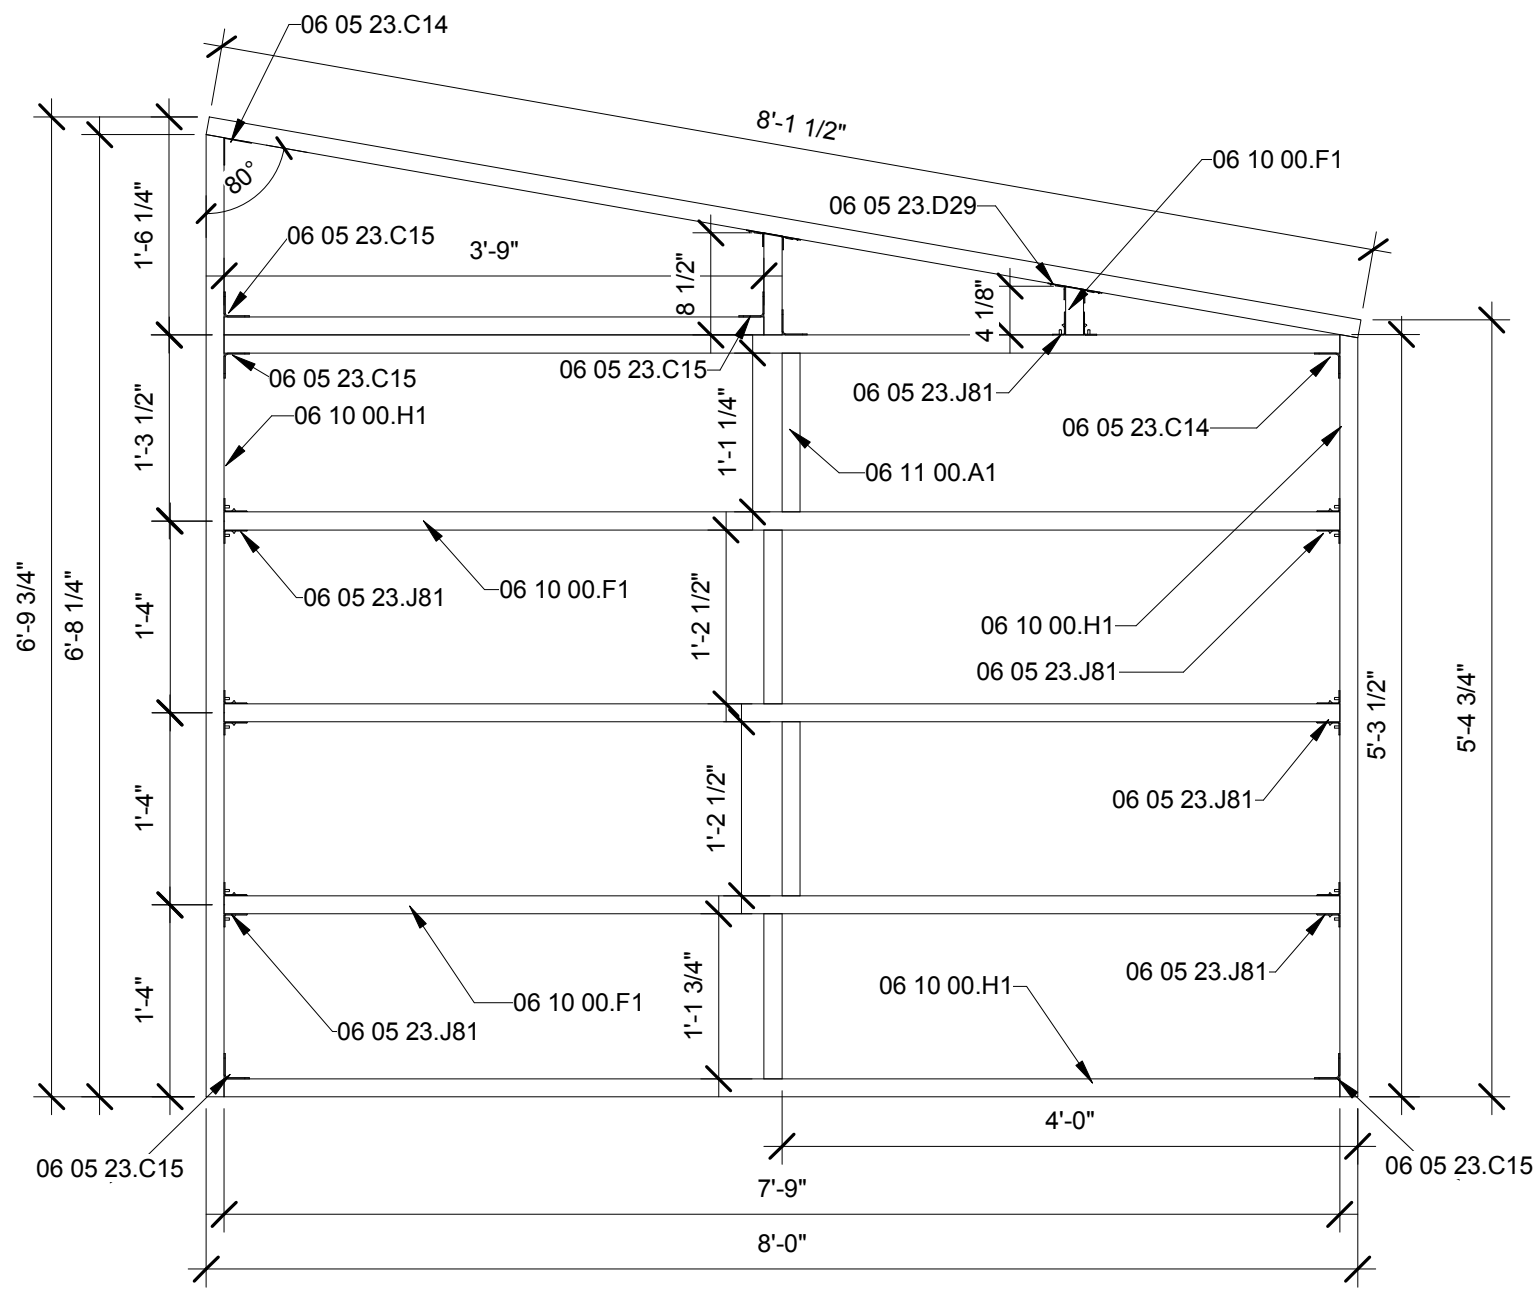 06 05 23.C14
8'-1 1/2"
06 10 00.F1
80°
06 05 23.D29
1'-6 1/4"
06 05 23.C15
3'-9"
8 1/2"
4 1/8"
06 05 23.C15
06 05 23.C15
06 05 23.J81
06 05 23.C14
06 10 00.H1
1'-3 1/2"
1'-1 1/4"
06 11 00.A1
6'-9 3/4"
6'-8 1/4"
1'-4"
06 05 23.J81
06 10 00.F1
1'-2 1/2"
06 10 00.H1
06 05 23.J81
5'-3 1/2"
5'-4 3/4"
1'-4"
1'-2 1/2"
06 05 23.J81
06 05 23.J81
1'-4"
06 10 00.F1
1'-1 3/4"
06 10 00.H1
06 05 23.J81
4'-0"
06 05 23.C15
06 05 23.C15
7'-9"
8'-0"